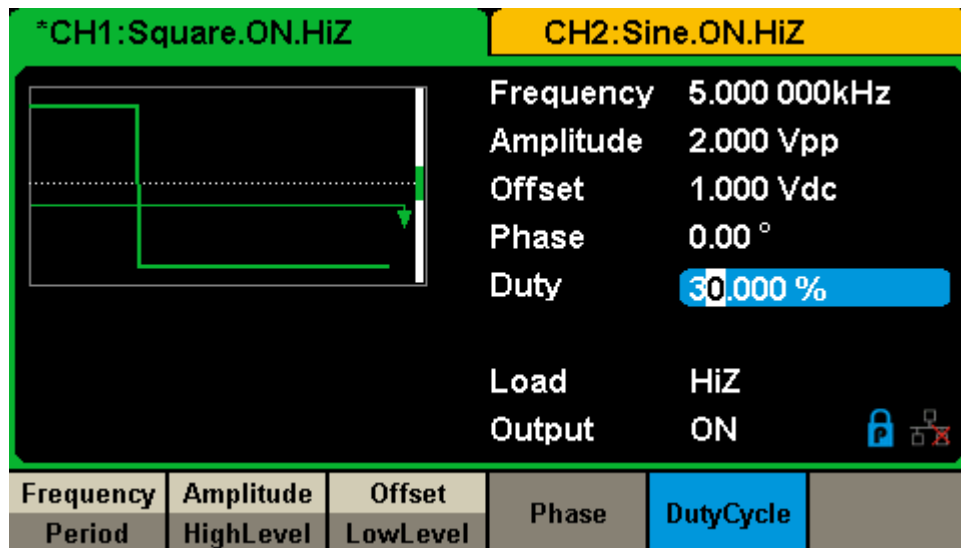 *CH1:Square.ON.HiZ
CH2:Sine.ON.HiZ
Frequency 5.000 000kHz
Amplitude 2.000 Vpp
Offset 1.000 Vdc
Phase 0.00 °
Duty 30.000 %
Load HiZ
Output ON
P
Frequency Amplitude Offset
Phase DutyCycle
Period HighLevel LowLevel